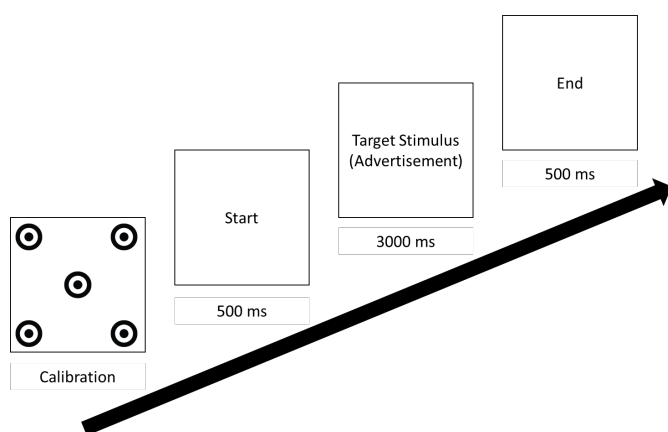 End
500 ms
Target Stimulus
(Advertisement)
3000 ms
Start
500 ms
Calibration